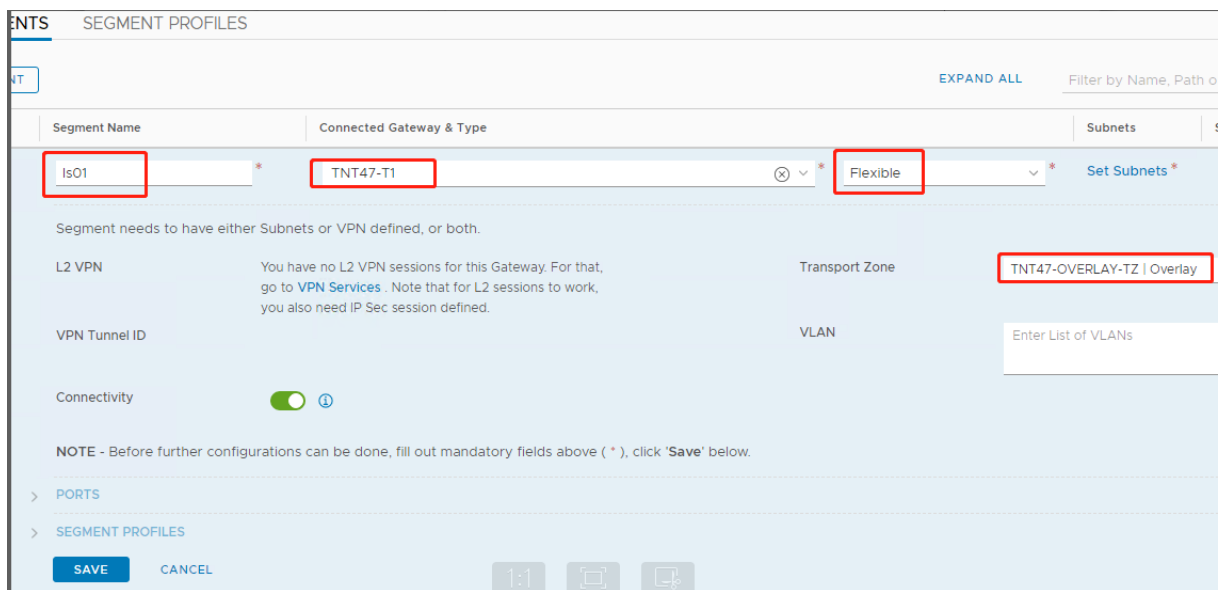 ENTS SEGMENT PROFILES
NT
EXPAND ALL Filter by Name, Path o
Segment Name Connected Gateway & Type Subnets S
ls01 * TNT47-T1 * Flexible * Set Subnets *
Segment needs to have either Subnets or VPN defined, or both.
L2 VPN You have no L2 VPN sessions for this Gateway. For that, Transport Zone TNT47-OVERLAY-TZ | Overlay
go to VPN Services . Note that for L2 sessions to work,
you also need IP Sec session defined.
VPN Tunnel ID VLAN Enter List of VLANs
Connectivity
NOTE - Before further configurations can be done, fill out mandatory fields above ( * ), click 'Save' below.
PORTS
SEGMENT PROFILES
SAVE CANCEL
1:1